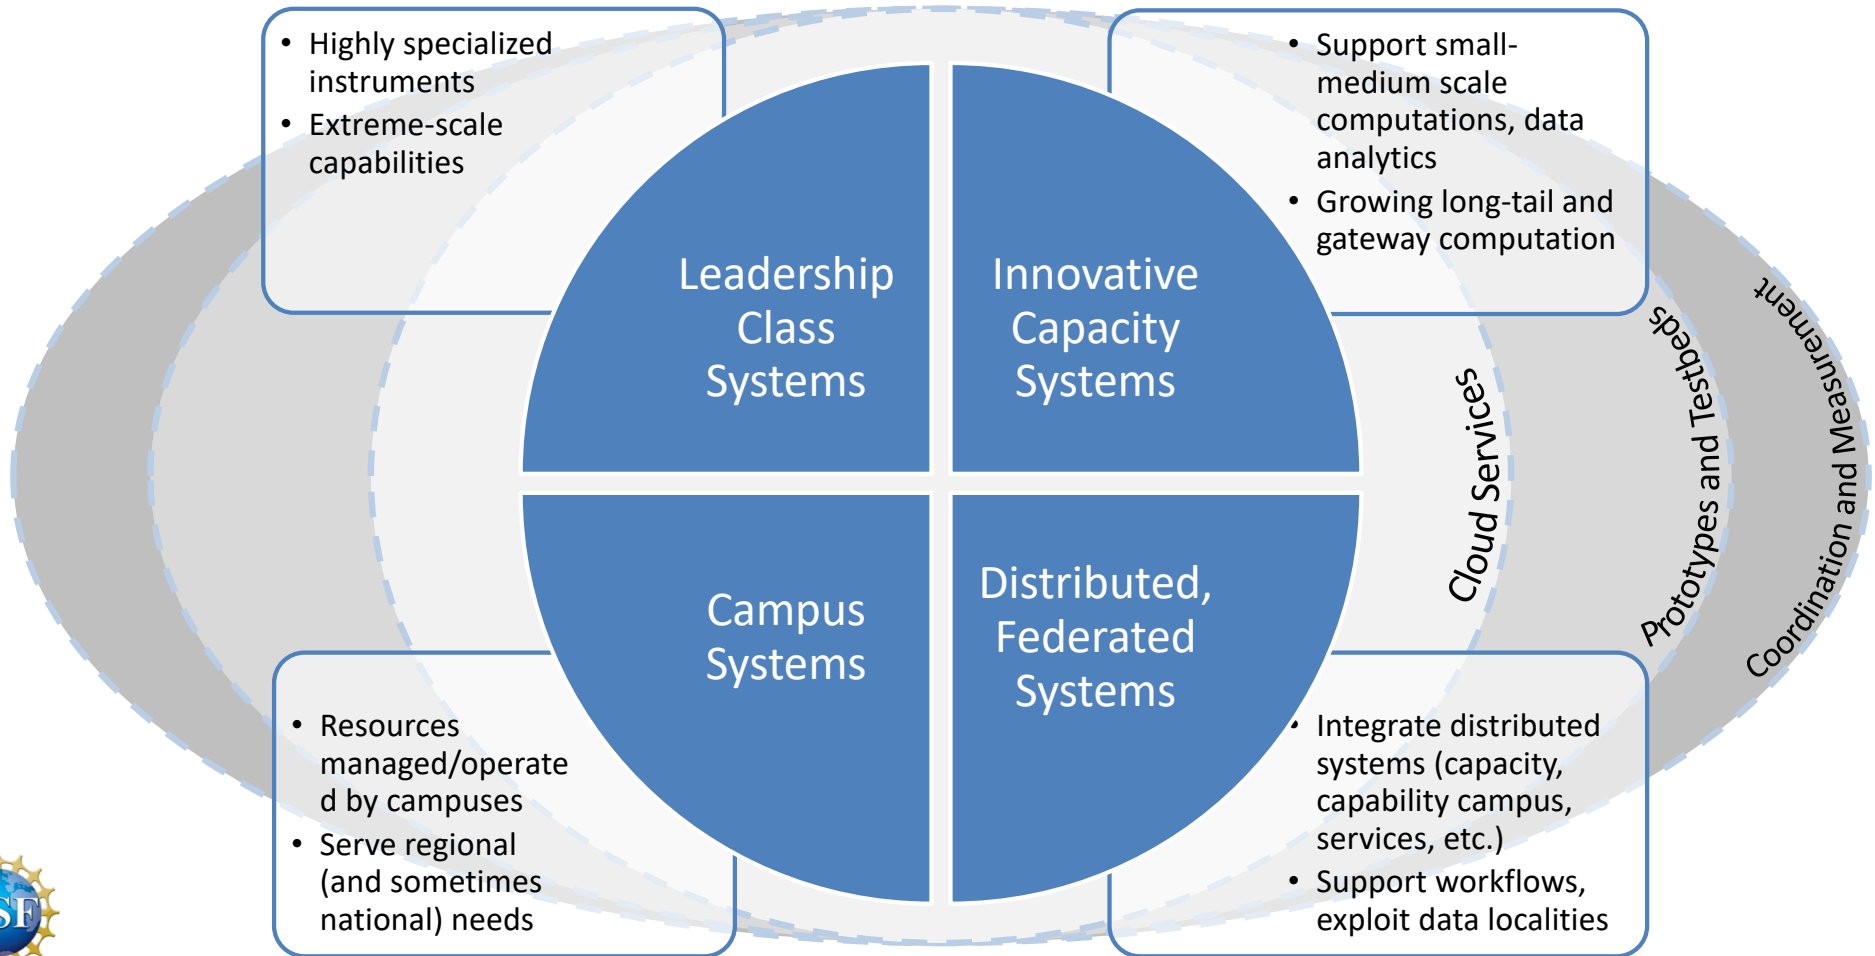 • Highly specialized
instruments
• Extreme-scale
capabilities
• Support small-
medium scale
computations, data
analytics
• Growing long-tail and
gateway computation
Leadership
Class
Systems
Innovative
Capacity
Systems
Campus
Systems
Distributed,
Federated
Systems
Cloud Services
Prototypes and Testbeds
Coordination and Measurement
• Resources
managed/operate
d by campuses
• Serve regional
(and sometimes
national) needs
• Integrate distributed
systems (capacity,
capability campus,
services, etc.)
• Support workflows,
exploit data localities
SF